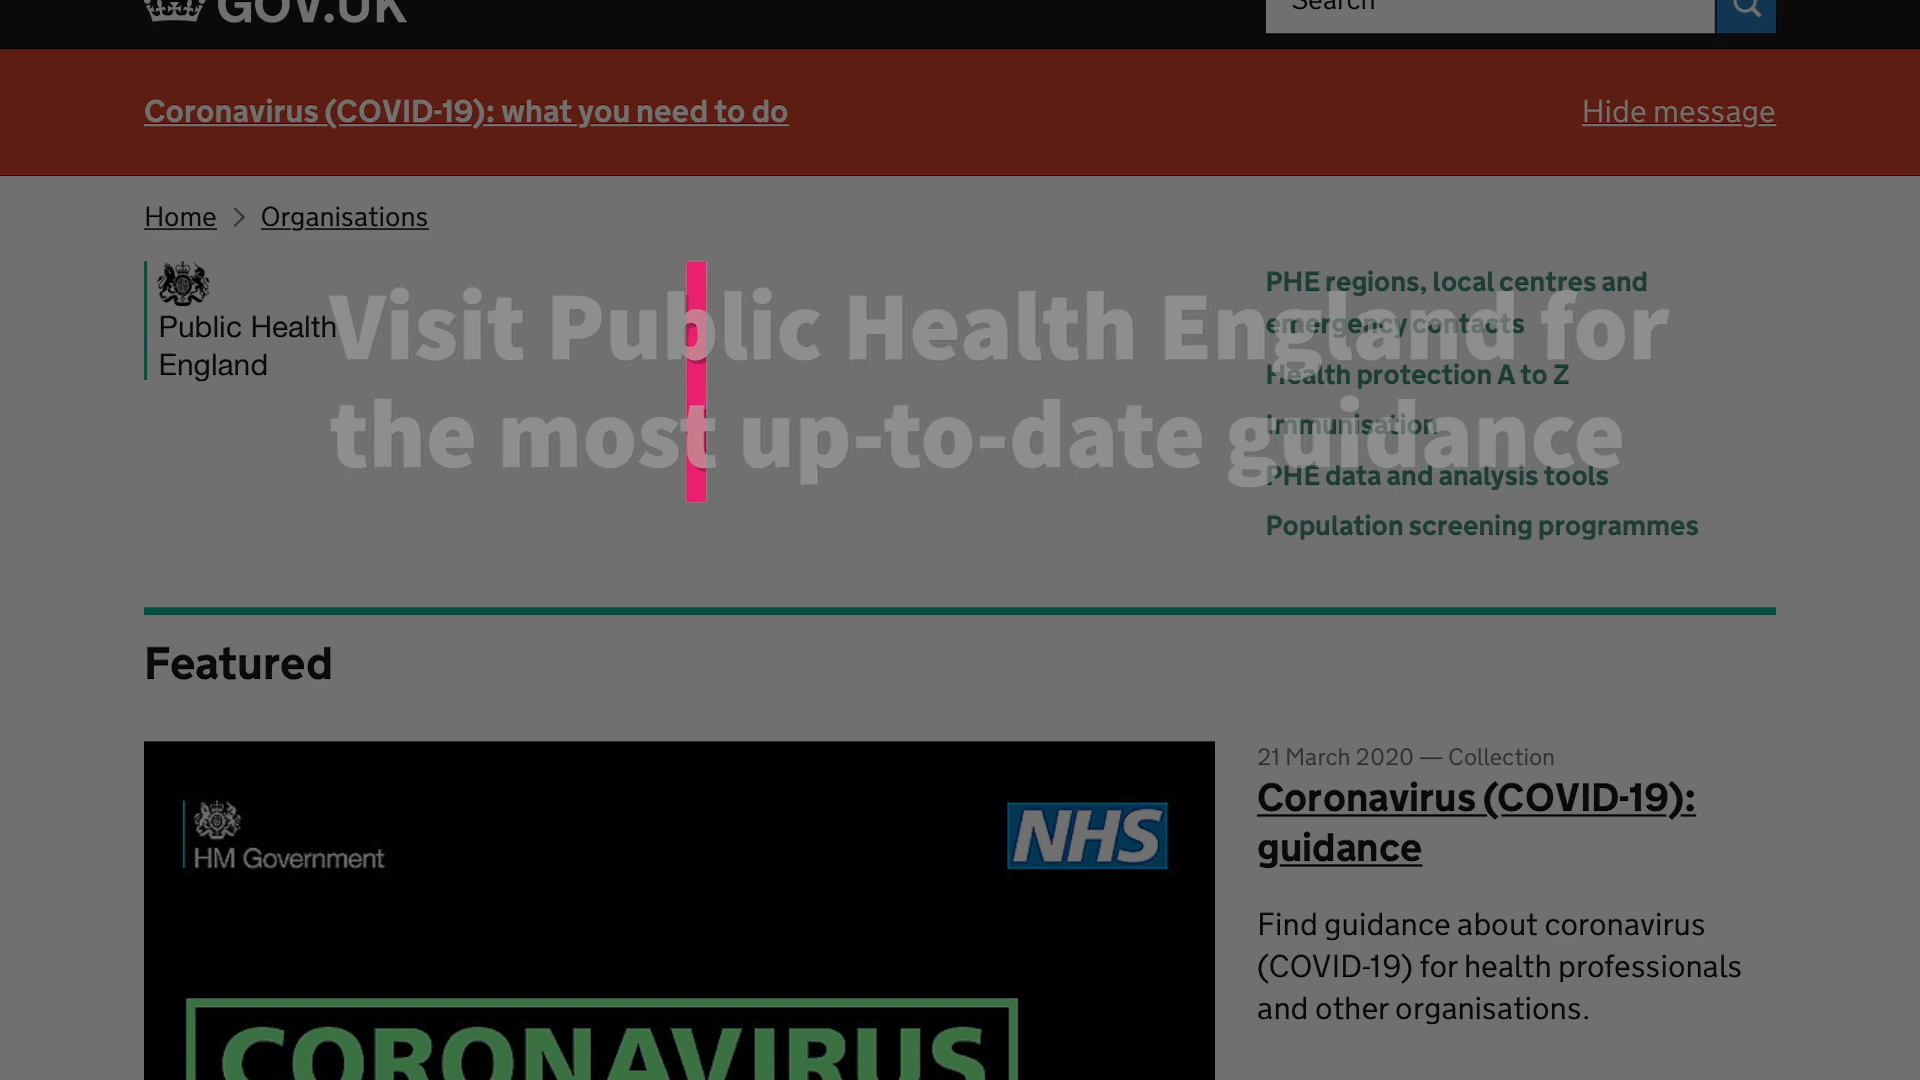 GOV.UK
Search
Coronavirus (COVID-19): what you need to do
Hide message
Home
Organisations
Public Health
England
Visit Public Health England for
the most up-to-date guidance
PHE regions, local centres and
emergency contacts
Health protection A to Z
Immunisation
PHE data and analysis tools
Population screening programmes
Featured
HM Government
NHS
CORONAVIRUS
21 March 2020 — Collection
Coronavirus (COVID-19):
guidance
Find guidance about coronavirus
(COVID-19) for health professionals
and other organisations.